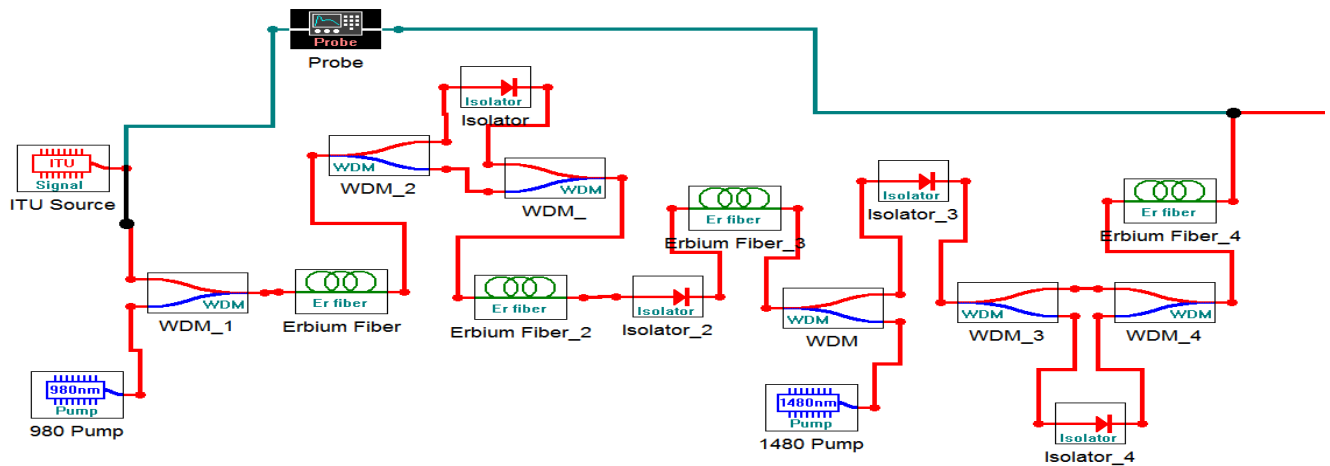 Probe
Probe
Isolator
Isolator
ITU
Signal
ITU Source
WDM
WDM_2
WDM
WDM_
Er fiber
Erbium Fiber_3
Isolator
Isolator_3
Er fiber
Erbium Fiber_4
WDM
WDM_1
Er fiber
Erbium Fiber
Er fiber
Erbium Fiber_2
Isolator
Isolator_2
WDM
WDM
WDM
WDM_3
WDM
WDM_4
980nm
Pump
980 Pump
1480nm
Pump
1480 Pump
Isolator
Isolator_4